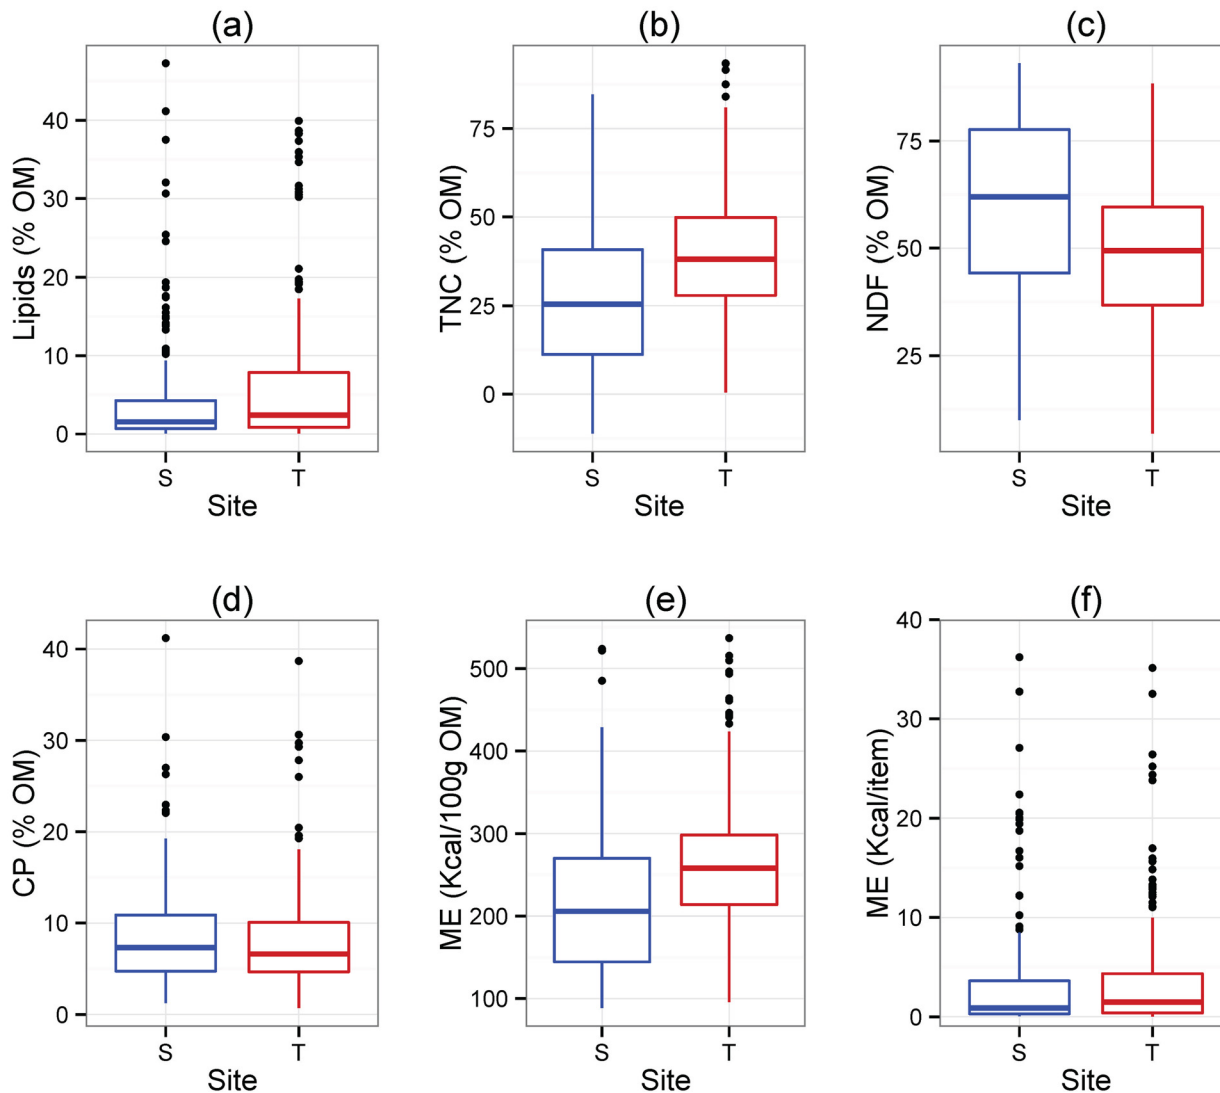 (a)
Lipids (% OM)
40
30
20
10
0
S T
Site
(b)
TNC (% OM)
75
50
25
0
S T
Site
(c)
NDF (% OM)
75
50
25
S T
Site
(d)
CP (% OM)
40
30
20
10
0
S T
Site
(e)
ME (Kcal/100g OM)
500
400
300
200
100
S T
Site
(f)
ME (Kcal/item)
40
30
20
10
0
S T
Site